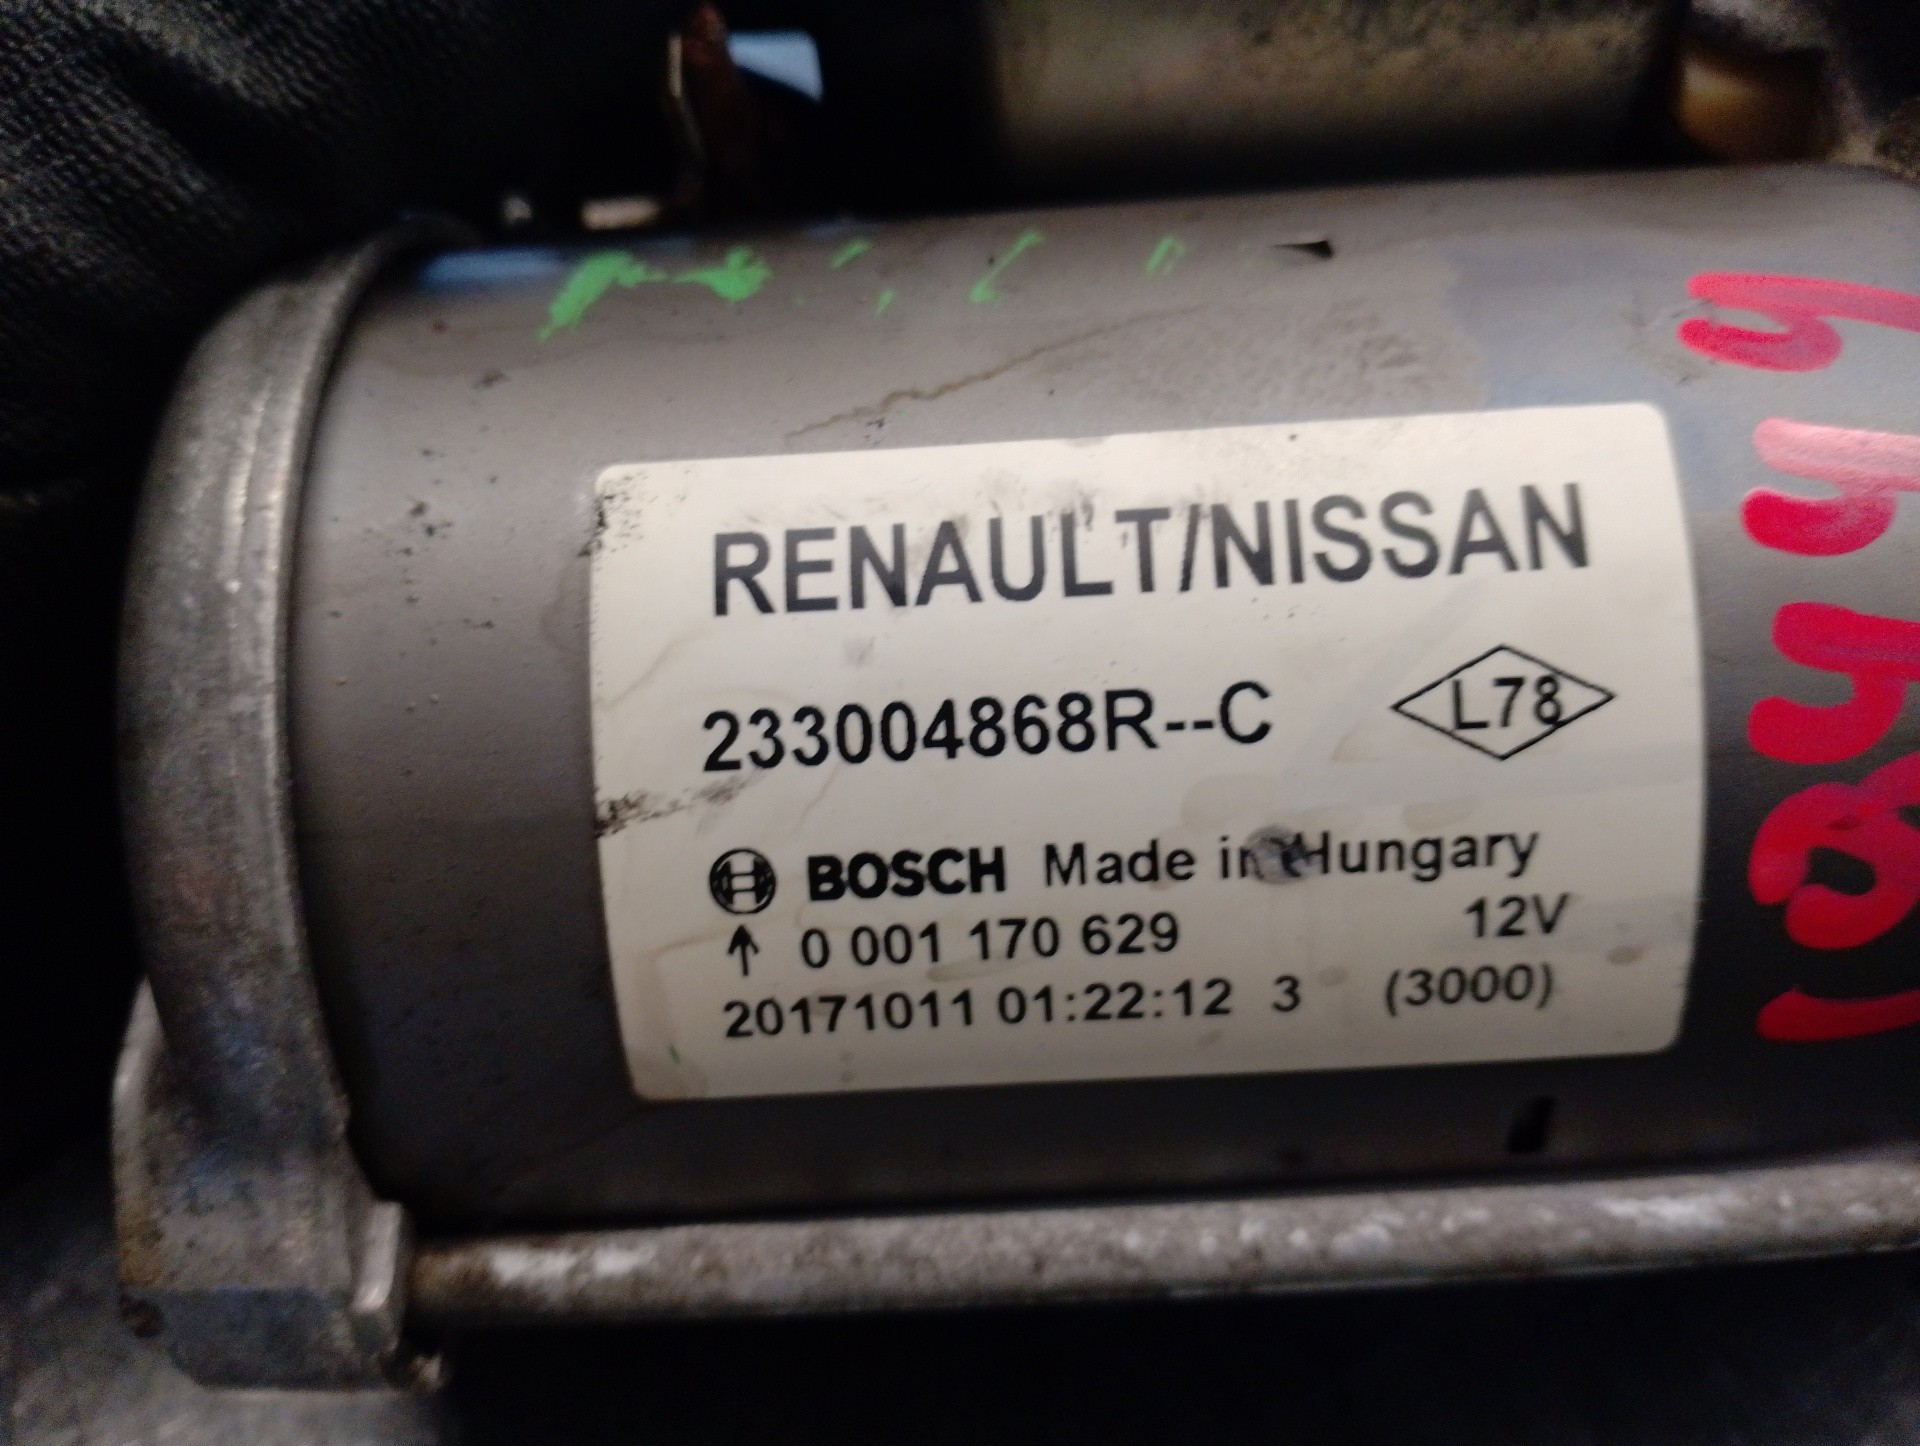 RENAULT/NISSAN
233004868R--C L78
BOSCH Made in Hungary
0 001 170 629 12V
20171011 01:22:12 3 (3000)